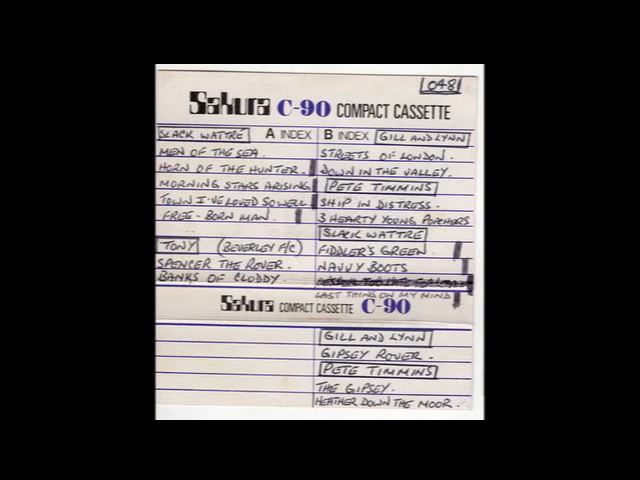 048
Sakura C-90 COMPACT CASSETTE
SLACK WATTRE A INDEX
MEN OF THE SEA.
HORN OF THE HUNTER.
MORNING STARS ARISING
TOWN I'VE LOVED SO WELL
FREE-BORN MAN.
TONY (BEVERLEY F/C)
SPENCER THE ROVER.
BANKS OF CLODDY.
B INDEX GILL AND LYNN
STREETS OF LONDON.
DOWN IN THE VALLEY.
PETE TIMMINS
SHIP IN DISTRESS.
3 HEARTY YOUNG POACHERS
SLACK WATTRE
FIDDLER'S GREEN.
NAVVY BOOTS
LAST THING ON MY MIND
Sakura COMPACT CASSETTE C-90
GILL AND LYNN
GIPSEY ROVER.
PETE TIMMINS
THE GIPSEY.
HEATHER DOWN THE MOOR.